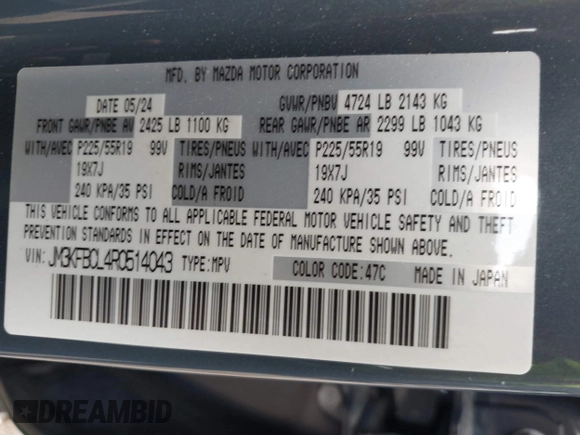 MFD. BY MAZDA MOTOR CORPORATION
DATE 05/24 GVWR/PNBV 4724 LB 2143 KG
FRONT GAWR/PNBE AV 2425 LB 1100 KG REAR GAWR/PNBE AR 2299 LB 1043 KG
WITH/AVEC P225/55R19 99V TIRES/PNEUS WITH/AVEC P225/55R19 99V TIRES/PNEUS
19X7J RIMS/JANTES 19X7J RIMS/JANTES
240 KPA/35 PSI COLD/A FROID 240 KPA/35 PSI COLD/A FROID
THIS VEHICLE CONFORMS TO ALL APPLICABLE FEDERAL MOTOR VEHICLE SAFETY AND THEFT
PREVENTION STANDARDS IN EFFECT ON THE DATE OF MANUFACTURE SHOWN ABOVE.
VIN: JM3KFBCL4R0514043 TYPE:MPV COLOR CODE:47C MADE IN JAPAN
DREAMBID